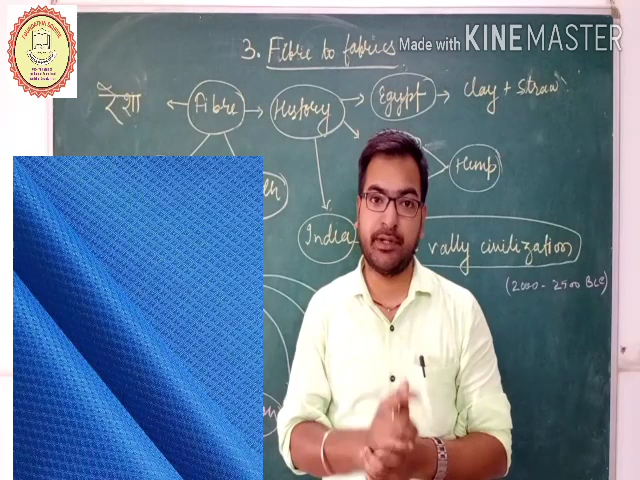 Made with KINEMASTER
3. Fibre to fabrics
रेशा
Fibre
History
Egypt
clay + straw
Hemp
India
vally civilization
(2000 - 2500 BCE)